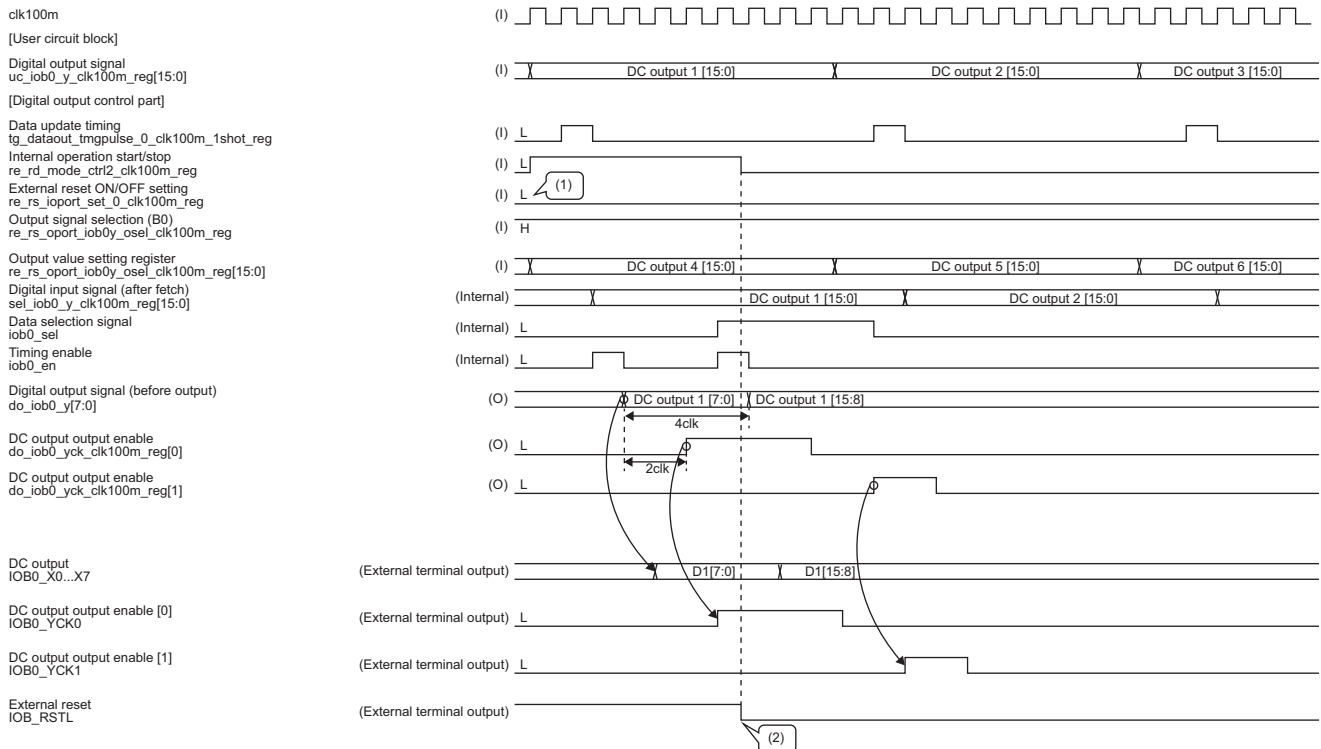 clk100m (I)
[User circuit block]
Digital output signal
uc_iob0_y_clk100m_reg[15:0] (I) DC output 1 [15:0] DC output 2 [15:0] DC output 3 [15:0]
[Digital output control part]
Data update timing
tg_dataout_tmgpulse_0_clk100m_1shot_reg (I) L
Internal operation start/stop
re_rd_mode_ctrl2_clk100m_reg (I) L
External reset ON/OFF setting
re_rs_ioport_set_0_clk100m_reg (I) L (1)
Output signal selection (B0)
re_rs_oport_iob0y_osel_clk100m_reg (I) H
Output value setting register
re_rs_oport_iob0y_osel_clk100m_reg[15:0] (I) DC output 4 [15:0] DC output 5 [15:0] DC output 6 [15:0]
Digital input signal (after fetch)
sel_iob0_y_clk100m_reg[15:0] (Internal) DC output 1 [15:0] DC output 2 [15:0]
Data selection signal
iob0_sel (Internal) L
Timing enable
iob0_en (Internal) L
Digital output signal (before output)
do_iob0_y[7:0] (O) DC output 1 [7:0] DC output 1 [15:8]
4clk
DC output output enable
do_iob0_yck_clk100m_reg[0] (O) L
2clk
DC output output enable
do_iob0_yck_clk100m_reg[1] (O) L
DC output
IOB0_X0...X7 (External terminal output) D1[7:0] D1[15:8]
DC output output enable [0]
IOB0_YCK0 (External terminal output) L
DC output output enable [1]
IOB0_YCK1 (External terminal output) L
External reset
IOB_RSTL (External terminal output)
(2)